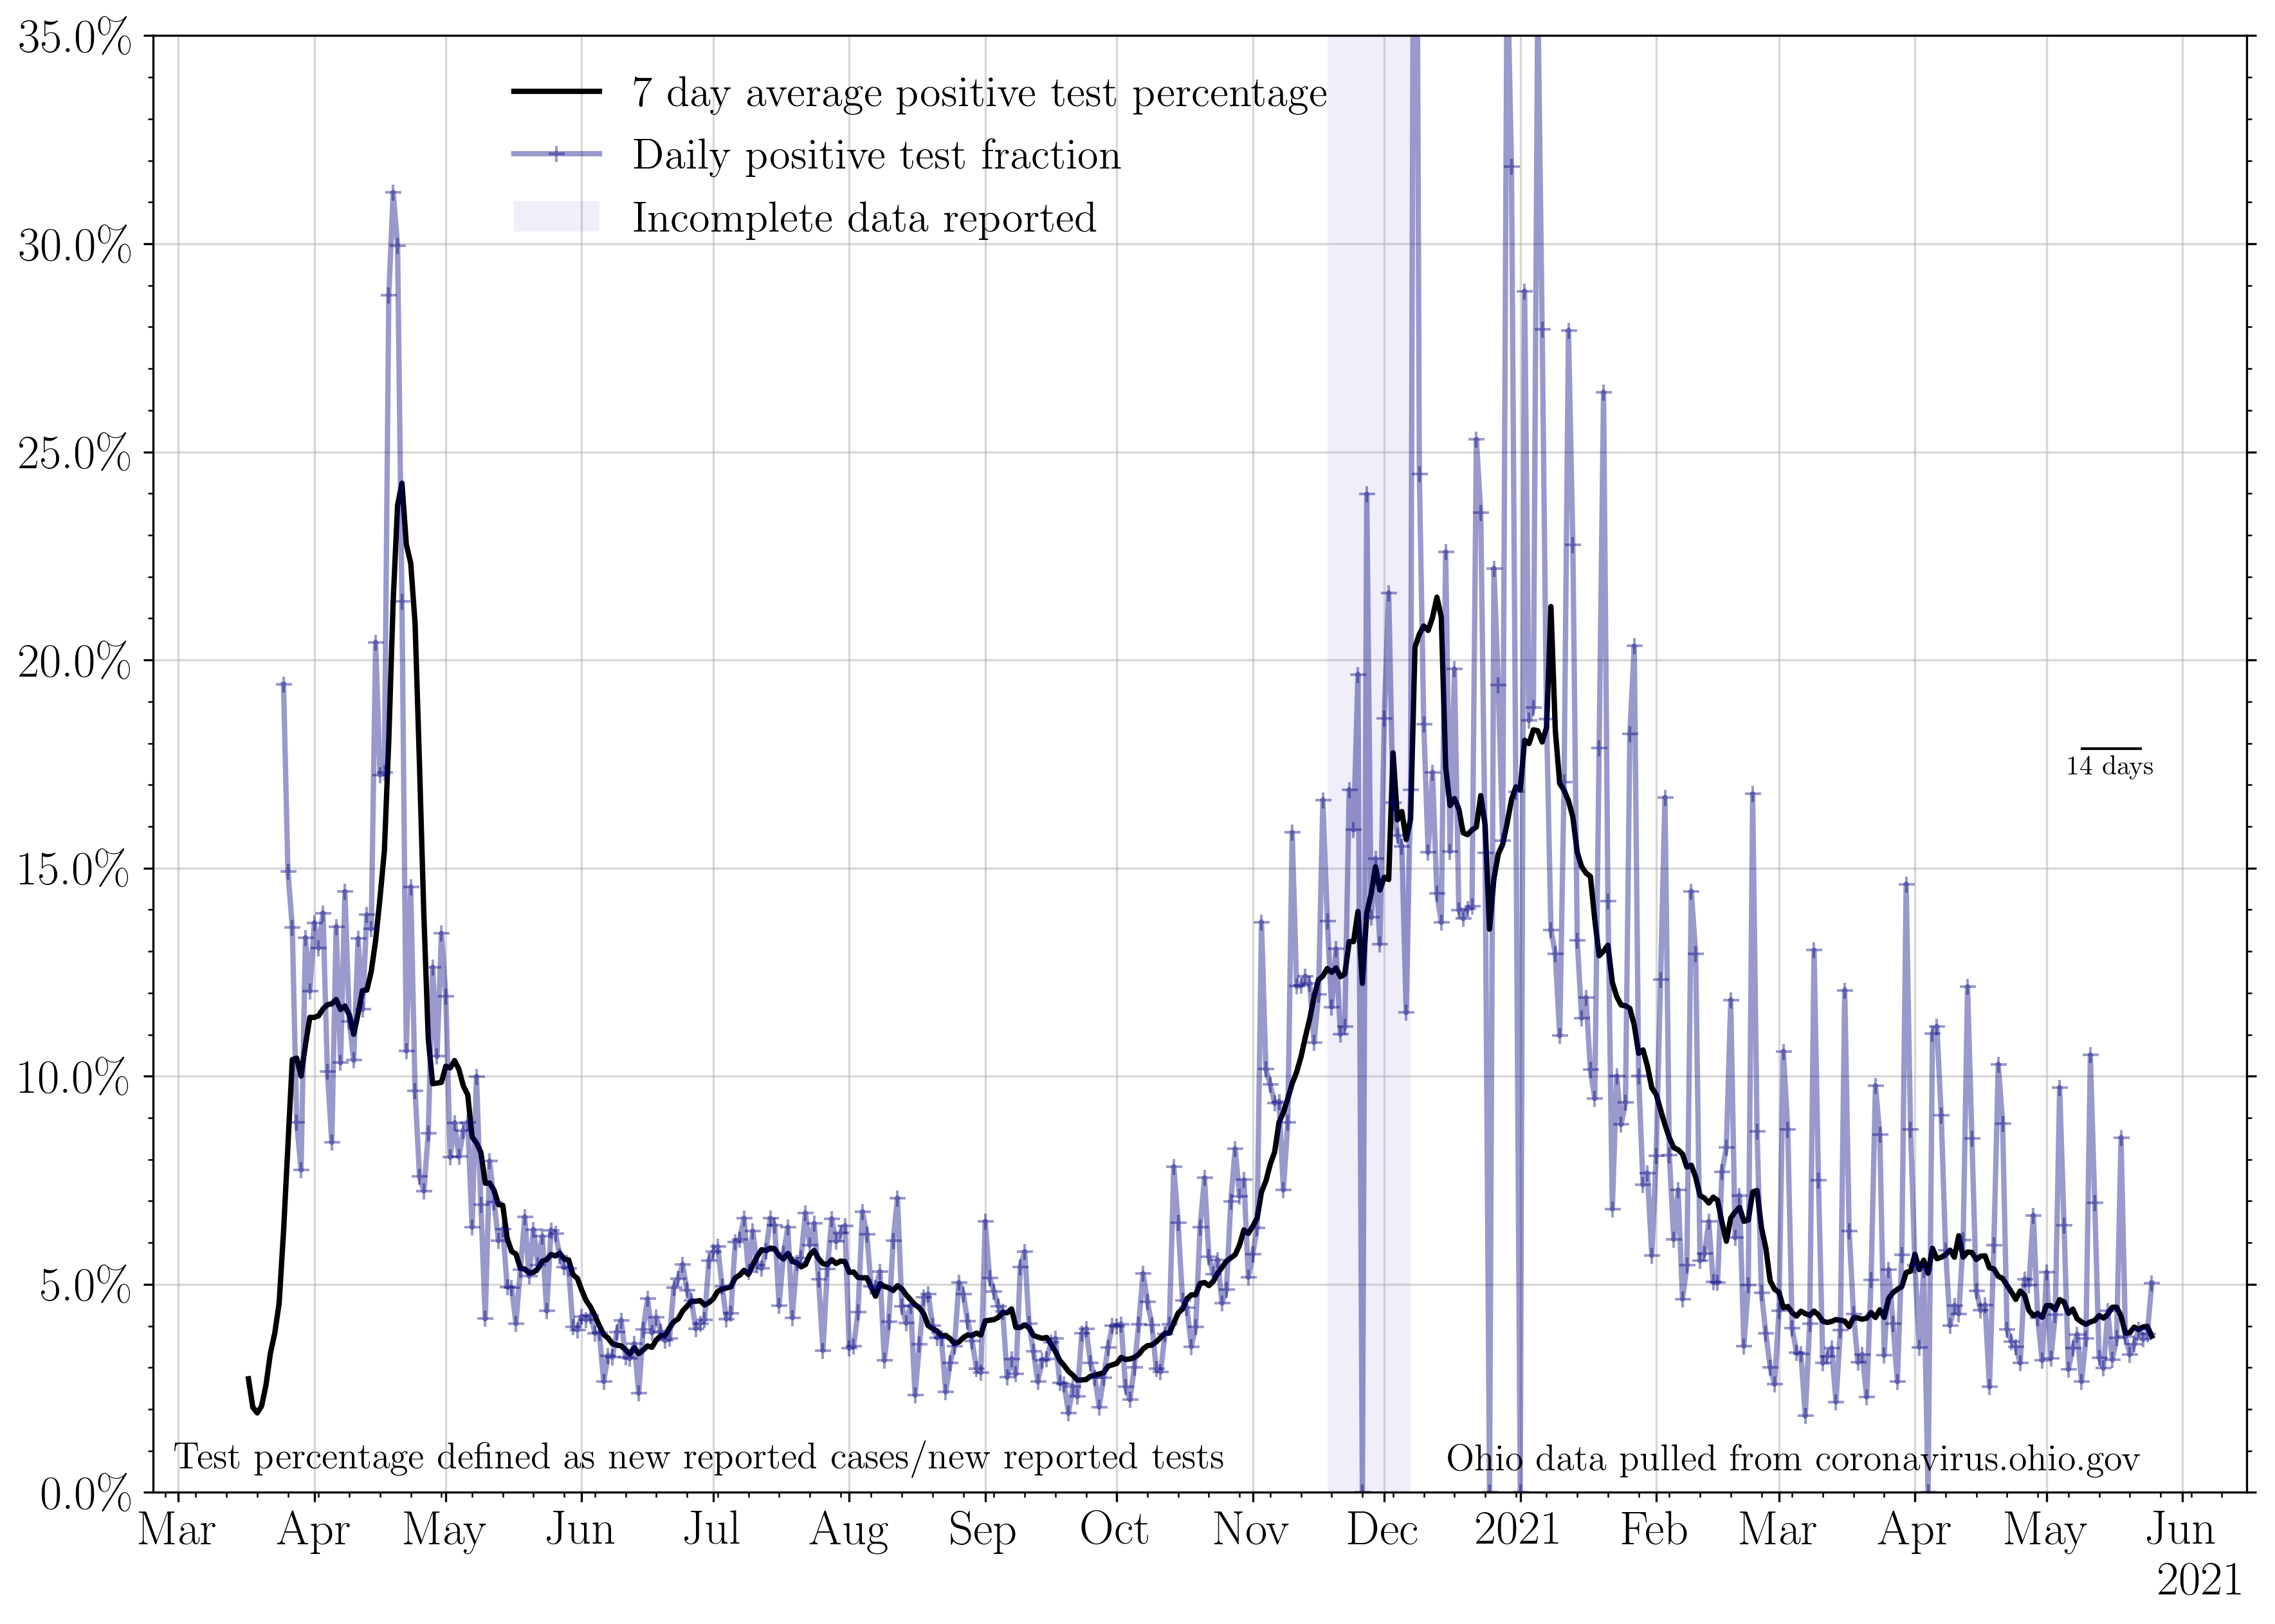 35.0%
30.0%
25.0%
20.0%
15.0%
10.0%
5.0%
0.0%
7 day average positive test percentage
Daily positive test fraction
Incomplete data reported
14 days
Test percentage defined as new reported cases/new reported tests
Ohio data pulled from coronavirus.ohio.gov
Mar Apr May Jun Jul Aug Sep Oct Nov Dec 2021 Feb Mar Apr May Jun
2021